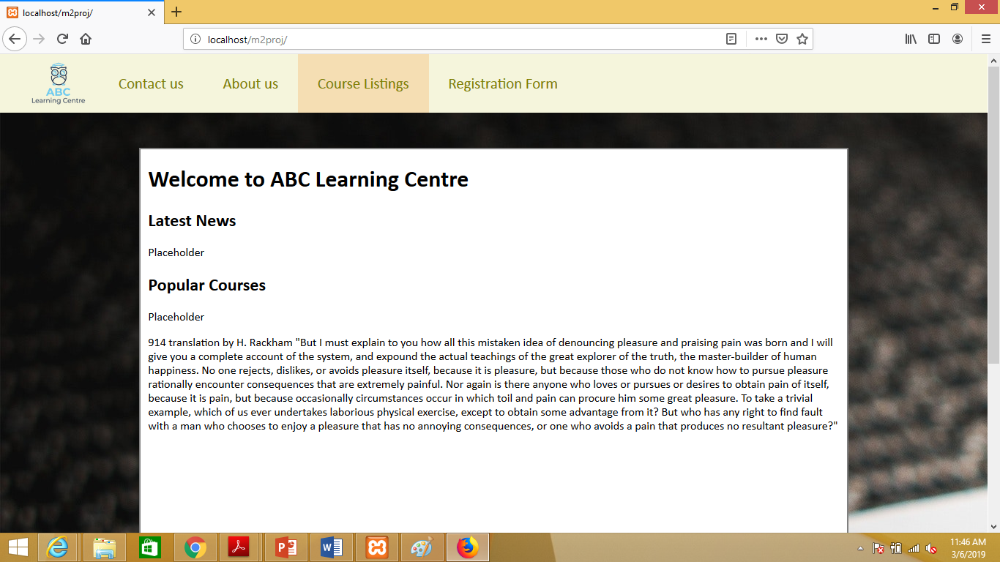 localhost/m2proj/
localhost/m2proj/
ABC
Learning Centre
Contact us
About us
Course Listings
Registration Form
Welcome to ABC Learning Centre
Latest News
Placeholder
Popular Courses
Placeholder
914 translation by H. Rackham "But I must explain to you how all this mistaken idea of denouncing pleasure and praising pain was born and I will
give you a complete account of the system, and expound the actual teachings of the great explorer of the truth, the master-builder of human
happiness. No one rejects, dislikes, or avoids pleasure itself, because it is pleasure, but because those who do not know how to pursue pleasure
rationally encounter consequences that are extremely painful. Nor again is there anyone who loves or pursues or desires to obtain pain of itself,
because it is pain, but because occasionally circumstances occur in which toil and pain can procure him some great pleasure. To take a trivial
example, which of us ever undertakes laborious physical exercise, except to obtain some advantage from it? But who has any right to find fault
with a man who chooses to enjoy a pleasure that has no annoying consequences, or one who avoids a pain that produces no resultant pleasure?"
11:46 AM
3/6/2019